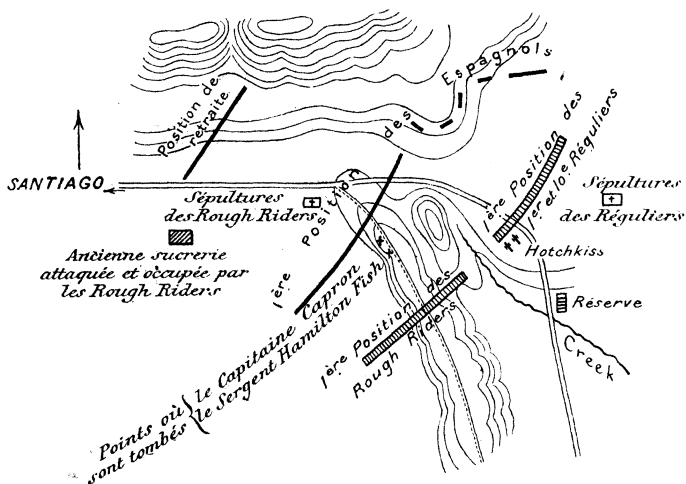 Position de
retraite
1ère Position des Espagnols
SANTIAGO
Sépultures
des Rough Riders
Ancienne sucrerie
attaquée et occupée par
les Rough Riders
1ère Position des
1er et 10e Réguliers
Sépultures
des Réguliers
Hotchkiss
Réserve
Creek
1ère Position des
Rough Riders
Points où
sont tombés
le Capitaine Capron
le Sergent Hamilton Fish